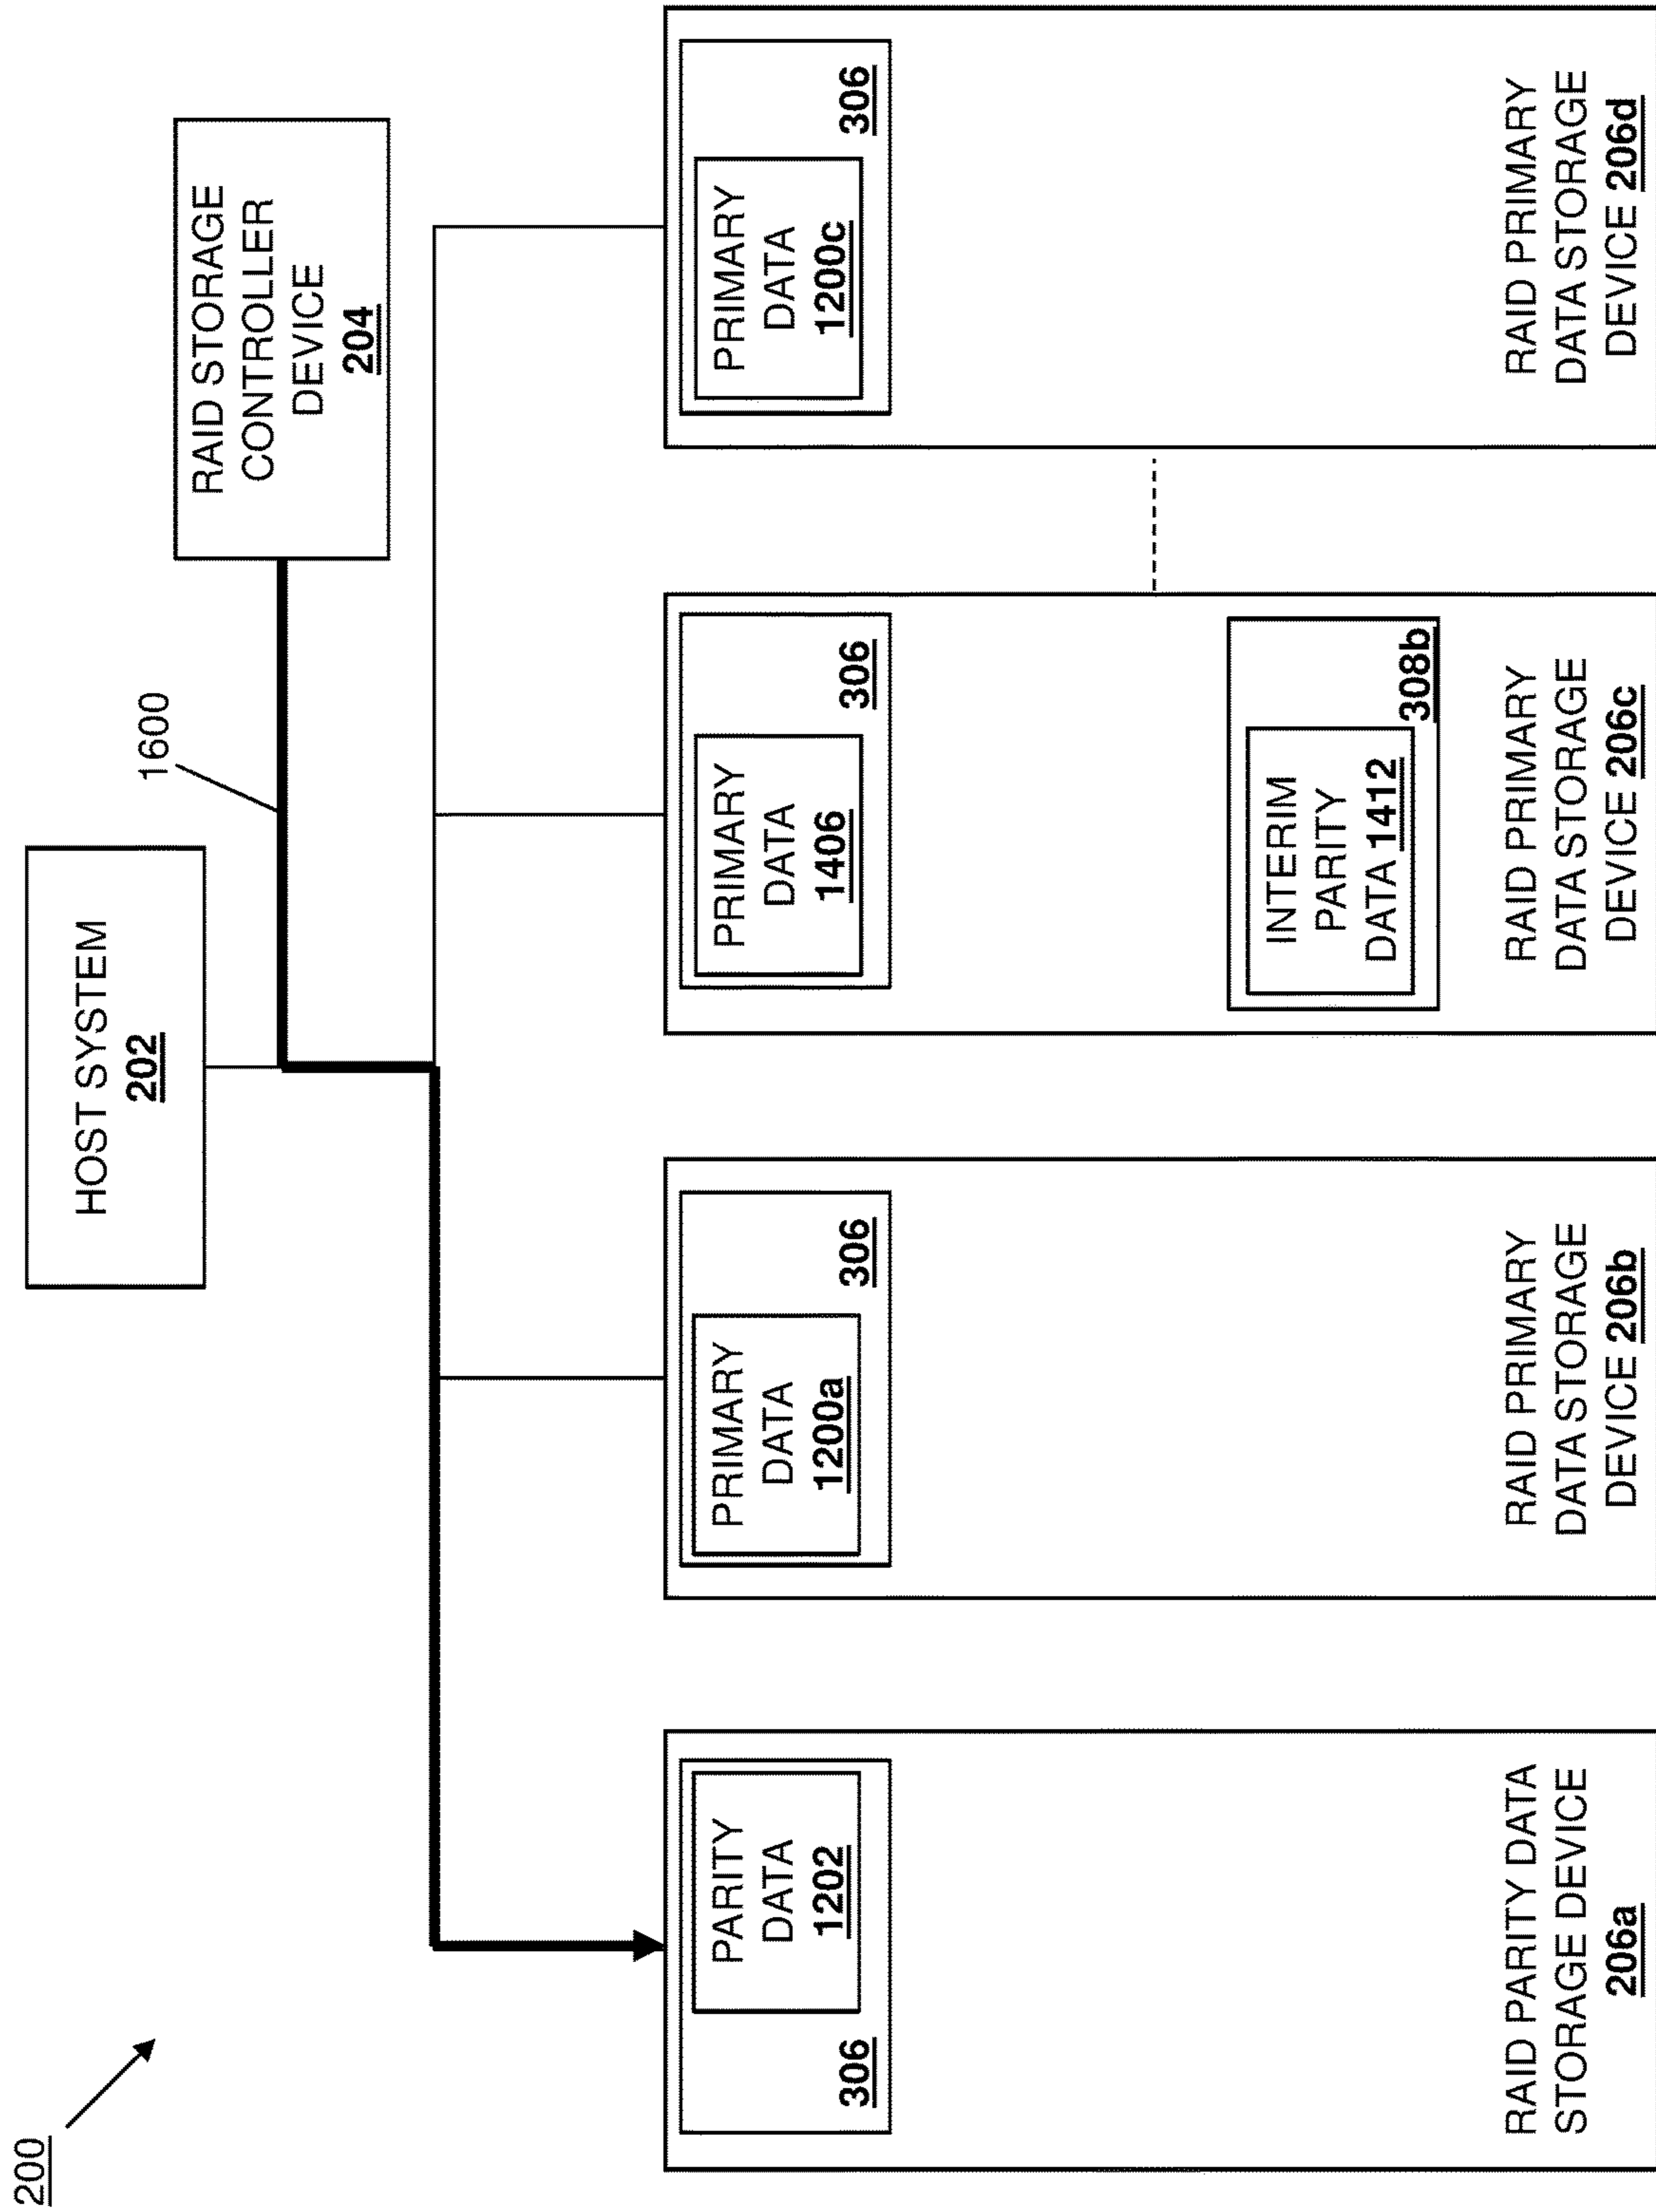 200
HOST SYSTEM
202
1600
RAID STORAGE
CONTROLLER
DEVICE
204
306
PARITY
DATA
1202
RAID PARITY DATA
STORAGE DEVICE
206a
PRIMARY
DATA
1200a
306
RAID PRIMARY
DATA STORAGE
DEVICE 206b
PRIMARY
DATA
1406
306
INTERIM
PARITY
DATA 1412
308b
RAID PRIMARY
DATA STORAGE
DEVICE 206c
PRIMARY
DATA
1200c
306
RAID PRIMARY
DATA STORAGE
DEVICE 206d